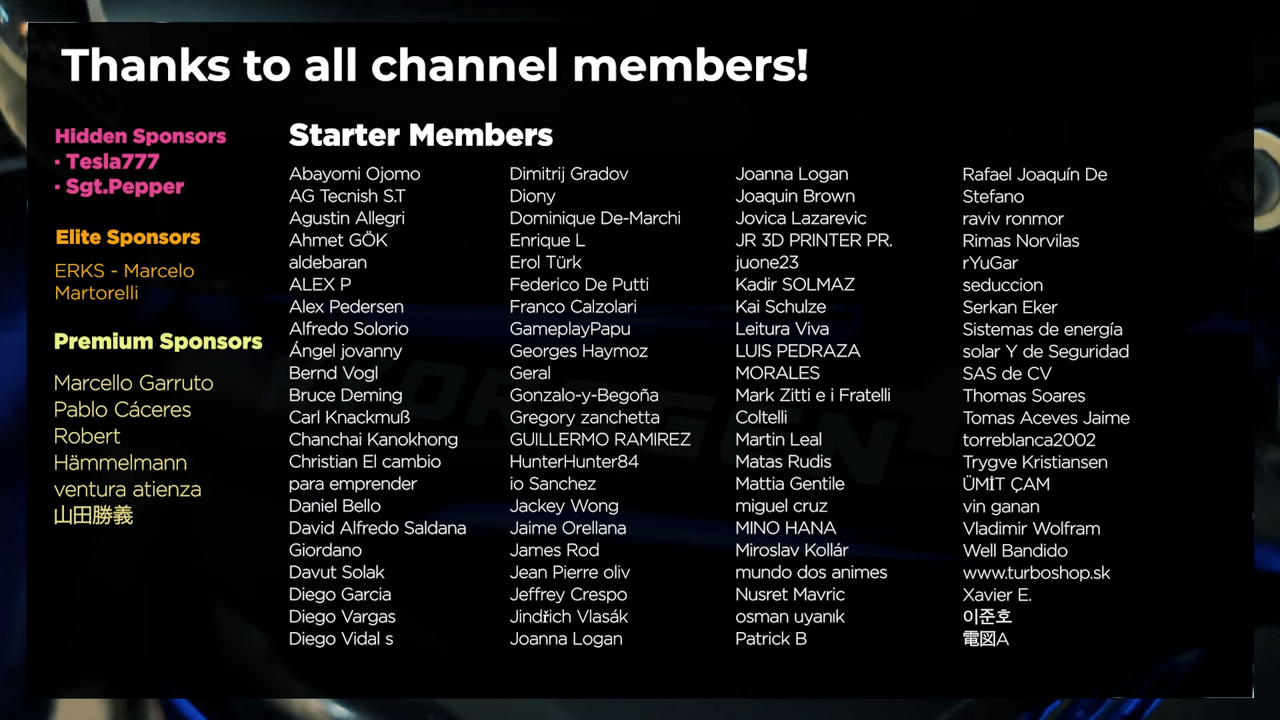 Thanks to all channel members!
Hidden Sponsors
· Tesla777
· Sgt.Pepper
Elite Sponsors
ERKS - Marcelo
Martorelli
Premium Sponsors
Marcello Garruto
Pablo Cáceres
Robert
Hämmelmann
ventura atienza
山田勝義
Starter Members
Abayomi Ojomo
AG Tecnish S.T
Agustin Allegri
Ahmet GÖK
aldebaran
ALEX P
Alex Pedersen
Alfredo Solorio
Ángel jovanny
Bernd Vogl
Bruce Deming
Carl Knackmuß
Chanchai Kanokhong
Christian El cambio
para emprender
Daniel Bello
David Alfredo Saldana
Giordano
Davut Solak
Diego Garcia
Diego Vargas
Diego Vidal s
Dimitrij Gradov
Diony
Dominique De-Marchi
Enrique L
Erol Türk
Federico De Putti
Franco Calzolari
GameplayPapu
Georges Haymoz
Geral
Gonzalo-y-Begoña
Gregory zanchetta
GUILLERMO RAMIREZ
HunterHunter84
io Sanchez
Jackey Wong
Jaime Orellana
James Rod
Jean Pierre oliv
Jeffrey Crespo
Jindřich Vlasák
Joanna Logan
Joanna Logan
Joaquin Brown
Jovica Lazarevic
JR 3D PRINTER PR.
juone23
Kadir SOLMAZ
Kai Schulze
Leitura Viva
LUIS PEDRAZA
MORALES
Mark Zitti e i Fratelli
Coltelli
Martin Leal
Matas Rudis
Mattia Gentile
miguel cruz
MINO HANA
Miroslav Kollár
mundo dos animes
Nusret Mavric
osman uyanık
Patrick B
Rafael Joaquín De
Stefano
raviv ronmor
Rimas Norvilas
rYuGar
seduccion
Serkan Eker
Sistemas de energía
solar Y de Seguridad
SAS de CV
Thomas Soares
Tomas Aceves Jaime
torreblanca2002
Trygve Kristiansen
ÜMİT ÇAM
vin ganan
Vladimir Wolfram
Well Bandido
www.turboshop.sk
Xavier E.
이준호
電図A